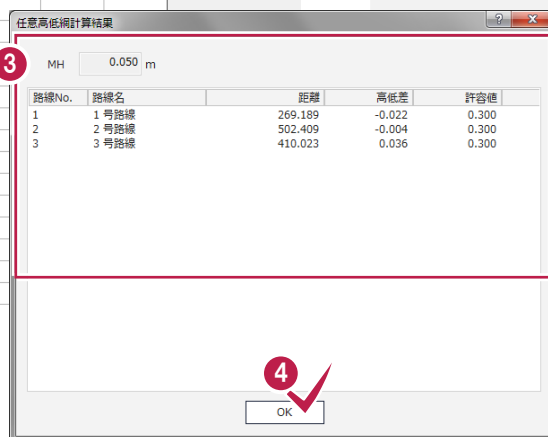 任意高低網計算結果
? X
3
MH 0.050 m
路線No. 路線名 距離 高低差 許容値
1 1号路線 269.189 -0.022 0.300
2 2号路線 502.409 -0.004 0.300
3 3号路線 410.023 0.036 0.300
4
OK